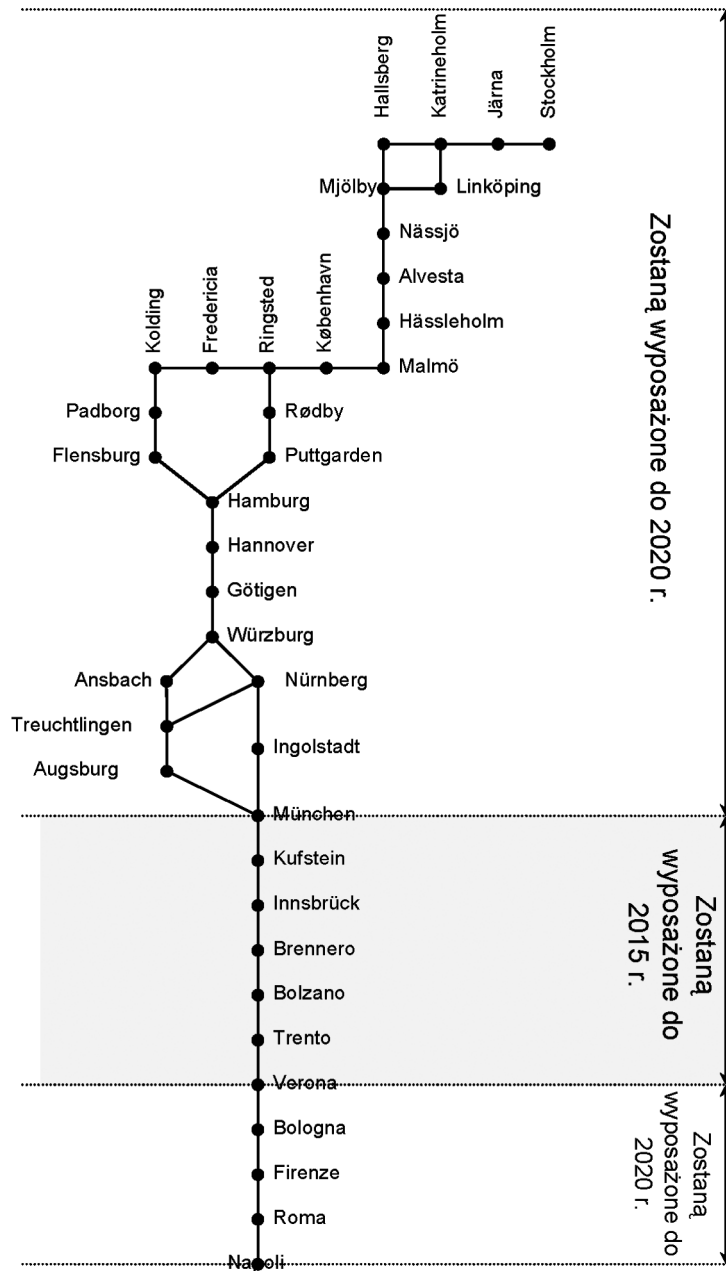 Hallsberg
Katrineholm
Järna
Stockholm
Mjölby
Linköping
Nässjö
Alvesta
Hässleholm
Malmö
Kolding
Fredericia
Ringsted
København
Padborg
Rødby
Flensburg
Puttgarden
Hamburg
Hannover
Götigen
Würzburg
Ansbach
Nürnberg
Treuchtlingen
Ingolstadt
Augsburg
München
Kufstein
Innsbrück
Brennero
Bolzano
Trento
Verona
Bologna
Firenze
Roma
Napoli
Zostaną wyposażone do 2020 r.
Zostaną
wyposażone do
2015 r.
Zostaną
wyposażone do
2020 r.